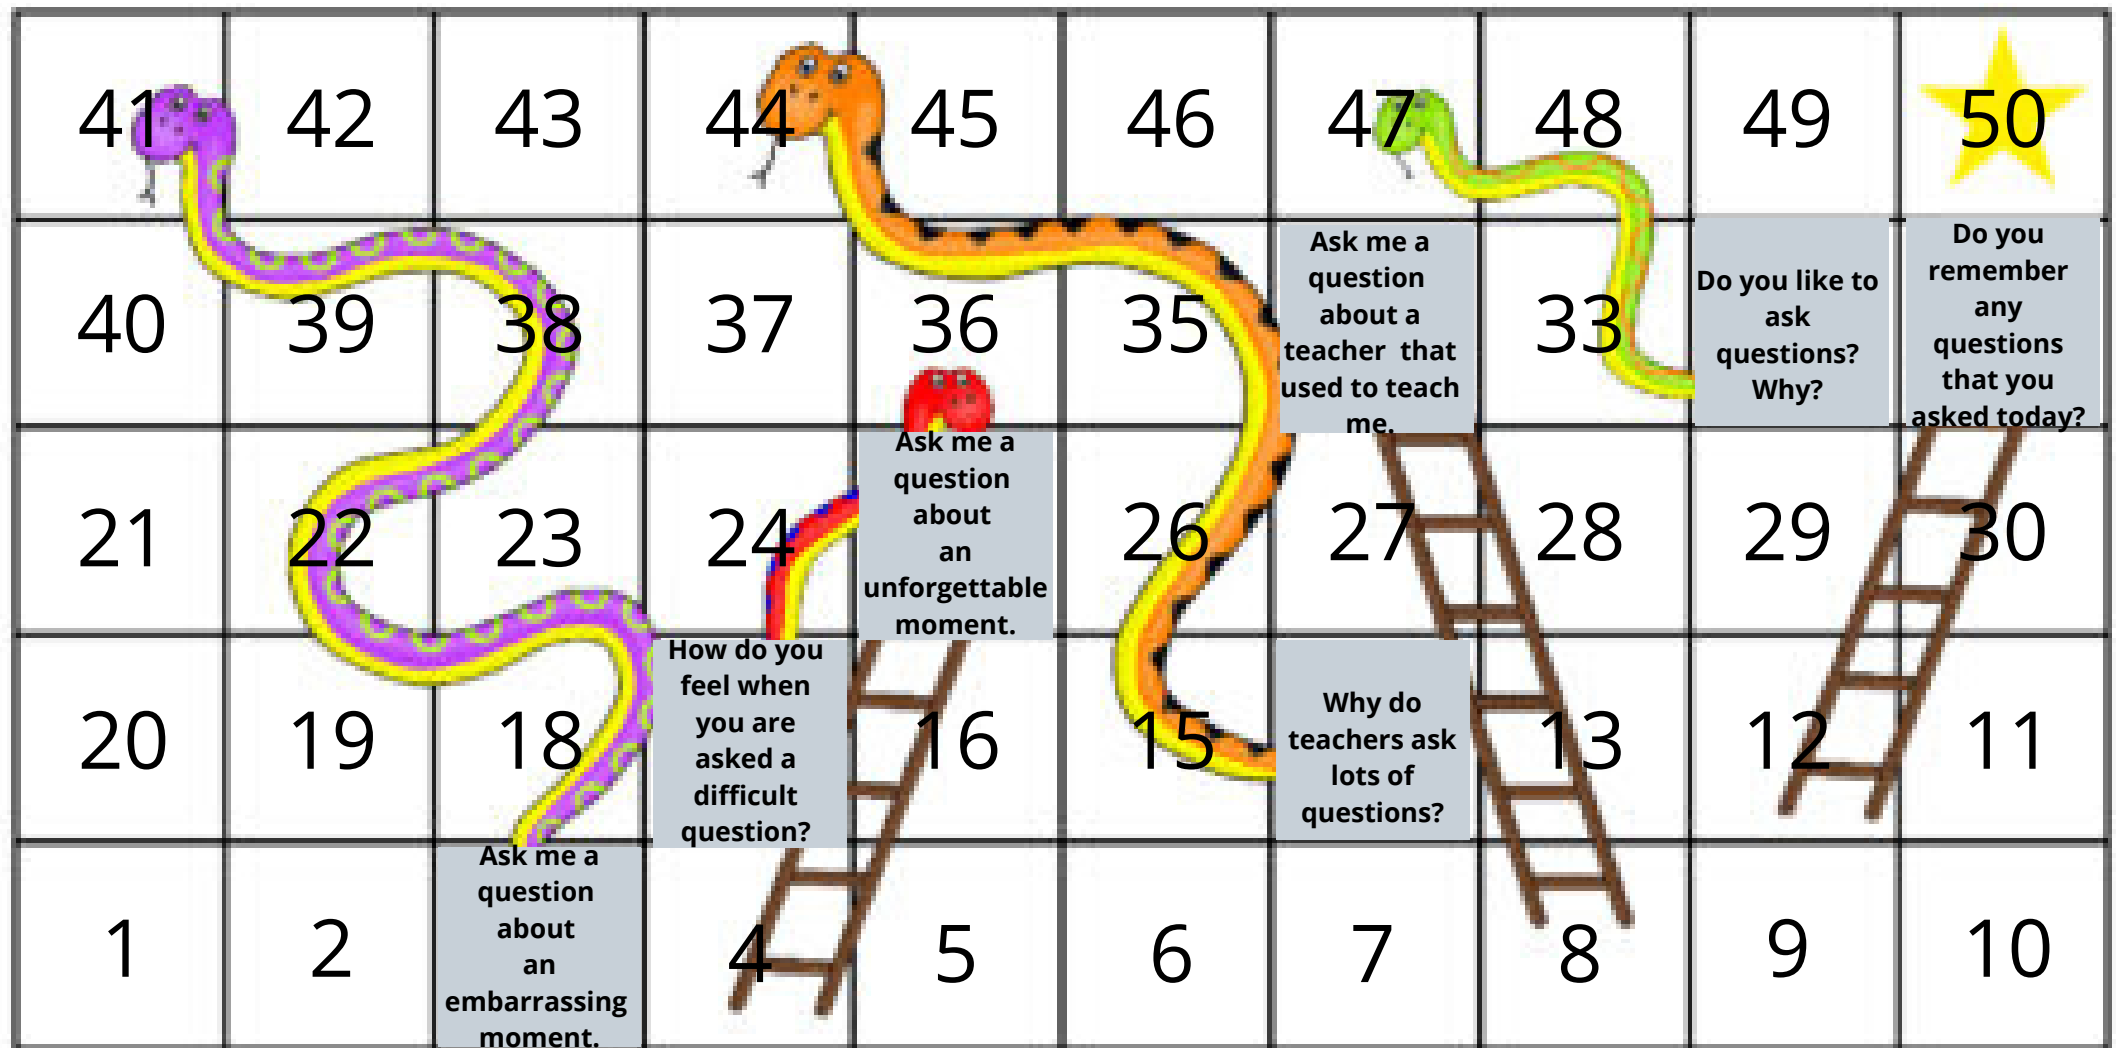 41 42 43 44 45 46 47 48 49 50
40 39 38 37 36 35
Ask me a
question
about a
teacher that
used to teach
me.
33
Do you like to
ask
questions?
Why?
Do you
remember
any
questions
that you
asked today?
21 22 23 24
Ask me a
question
about
an
unforgettable
moment.
26 27 28 29 30
20 19 18
How do you
feel when
you are
asked a
difficult
question?
16 15
Why do
teachers ask
lots of
questions?
13 12 11
1 2
Ask me a
question
about
an
embarrassing
moment.
4 5 6 7 8 9 10